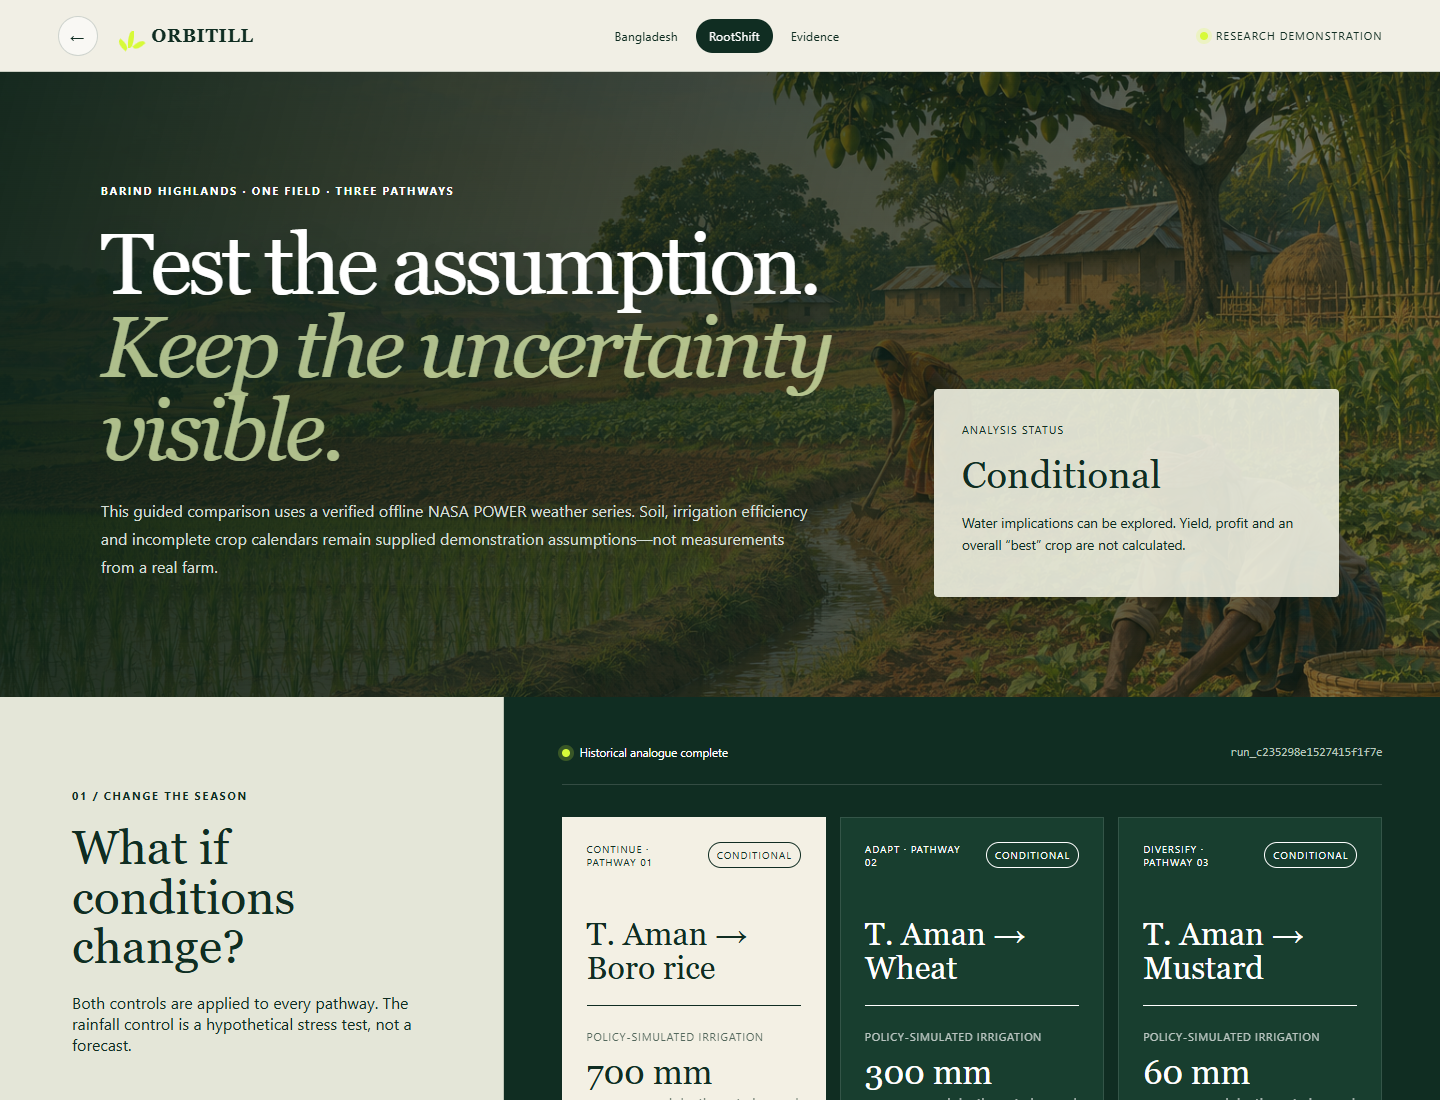 ←
ORBITILL
Bangladesh
RootShift
Evidence
RESEARCH DEMONSTRATION
BARIND HIGHLANDS · ONE FIELD · THREE PATHWAYS
Test the assumption.
Keep the uncertainty
visible.
This guided comparison uses a verified offline NASA POWER weather series. Soil, irrigation efficiency
and incomplete crop calendars remain supplied demonstration assumptions—not measurements
from a real farm.
ANALYSIS STATUS
Conditional
Water implications can be explored. Yield, profit and an
overall “best” crop are not calculated.
01 / CHANGE THE SEASON
What if
conditions
change?
Both controls are applied to every pathway. The
rainfall control is a hypothetical stress test, not a
forecast.
Historical analogue complete
run_c235298e1527415f1f7e
CONTINUE ·
PATHWAY 01
CONDITIONAL
T. Aman →
Boro rice
POLICY-SIMULATED IRRIGATION
700 mm
ADAPT · PATHWAY
02
CONDITIONAL
T. Aman →
Wheat
POLICY-SIMULATED IRRIGATION
300 mm
DIVERSIFY ·
PATHWAY 03
CONDITIONAL
T. Aman →
Mustard
POLICY-SIMULATED IRRIGATION
60 mm